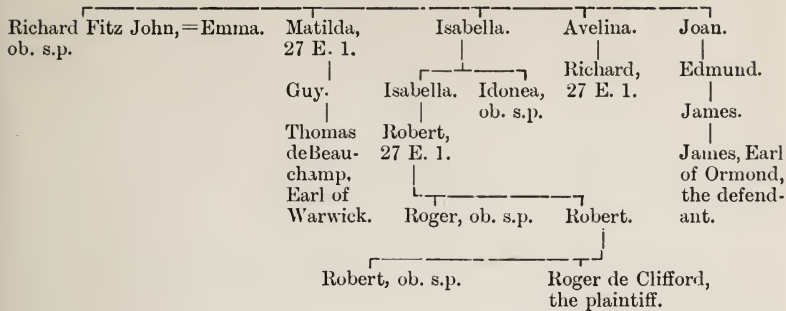 Richard Fitz John,=Emma. Matilda, Isabella. Avelina. Joan.
ob. s.p. 27 E. 1.
Richard, Edmund.
Guy. Isabella. Idonea, 27 E. 1.
ob. s.p. James.
Thomas Robert,
deBeau- 27 E. 1. James, Earl
champ, of Ormond,
Earl of the defend-
Warwick. Roger, ob. s.p. Robert. ant.
Robert, ob. s.p. Roger de Clifford,
the plaintiff.